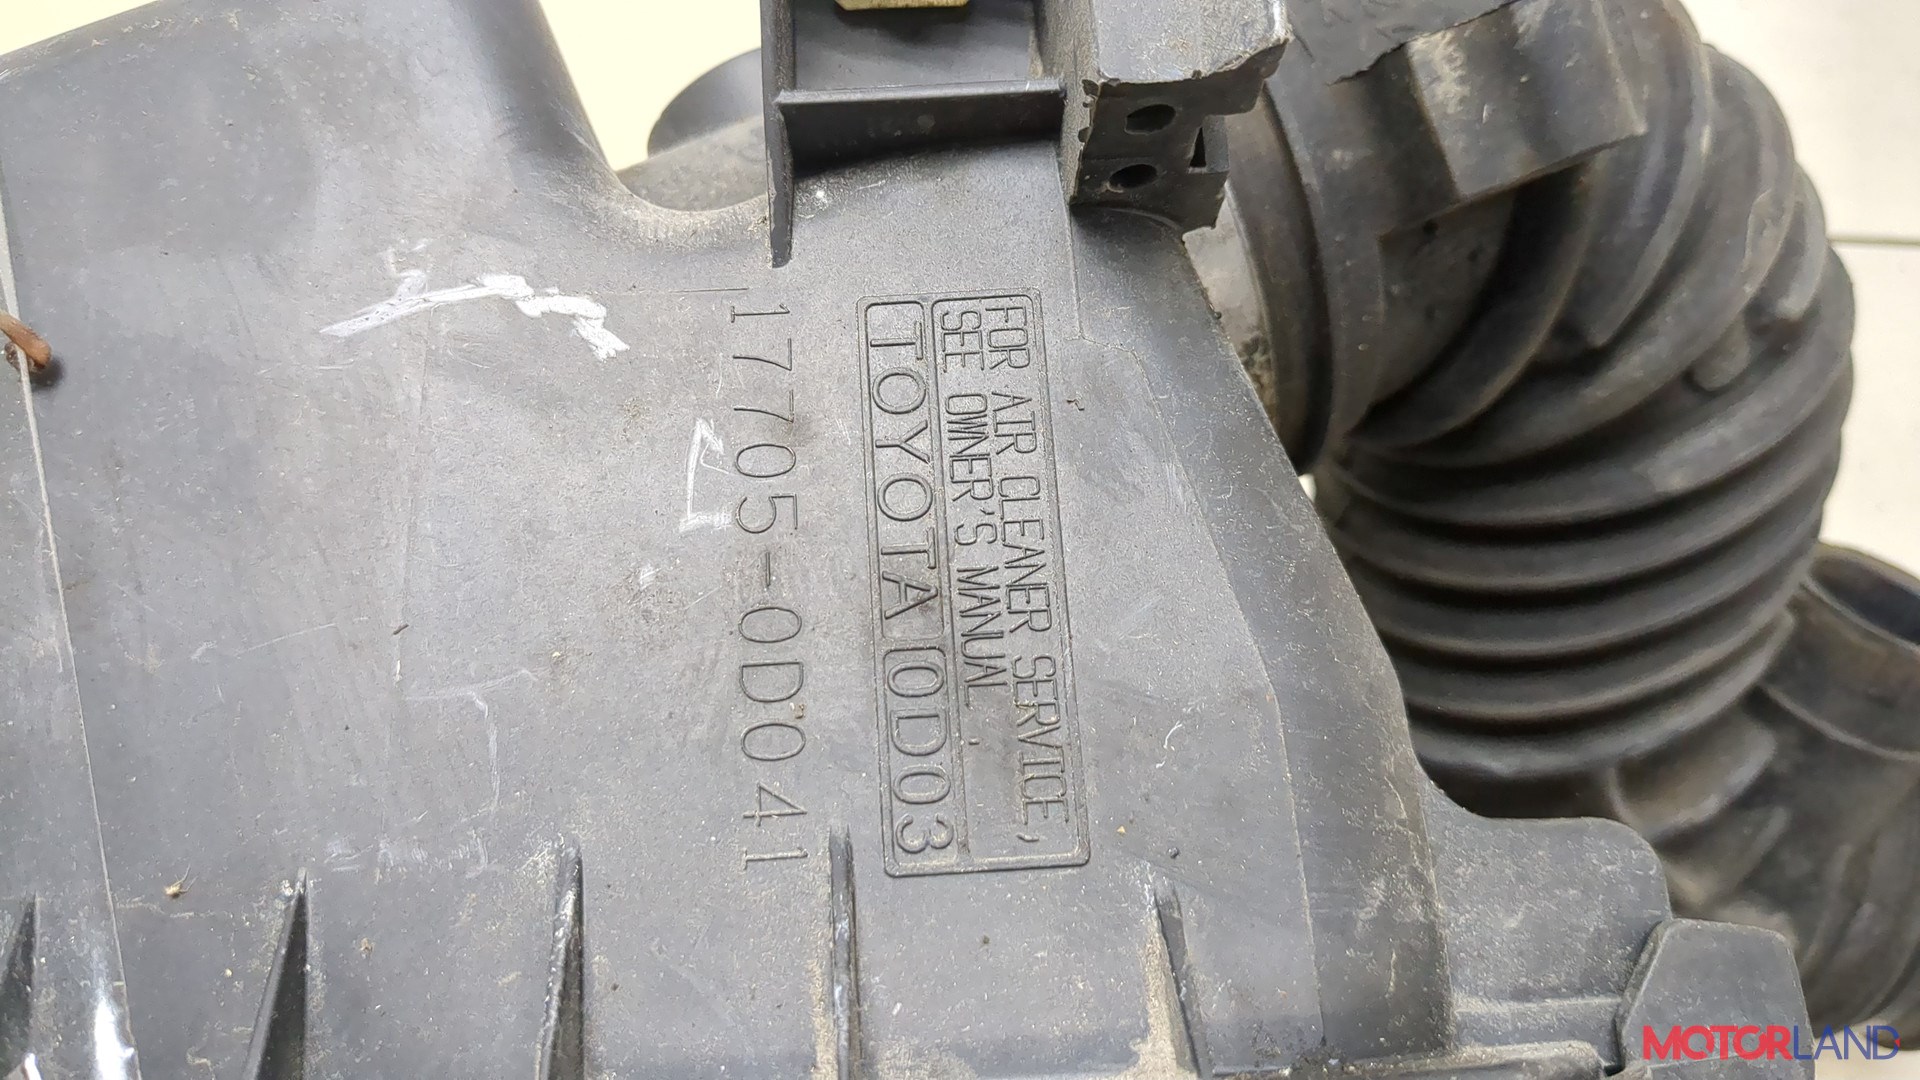 FOR AIR CLEANER SERVICE,
SEE OWNER'S MANUAL
TOYOTA 0D03
17705-0D041
MOTORLAND